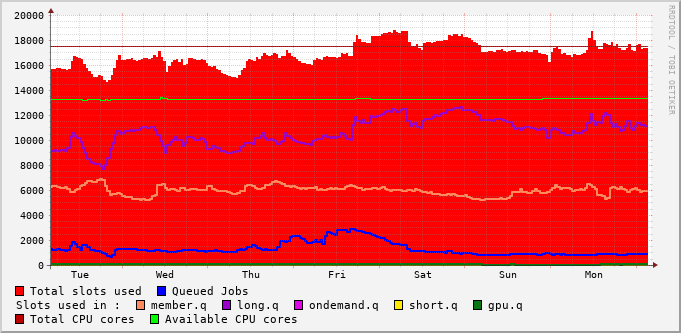 20000
18000
16000
14000
12000
10000
8000
6000
4000
2000
0
Tue Wed Thu Fri Sat Sun Mon
RRDTOOL / TOBI OETIKER
Total slots used Queued Jobs
Slots used in : member.q long.q ondemand.q short.q gpu.q
Total CPU cores Available CPU cores